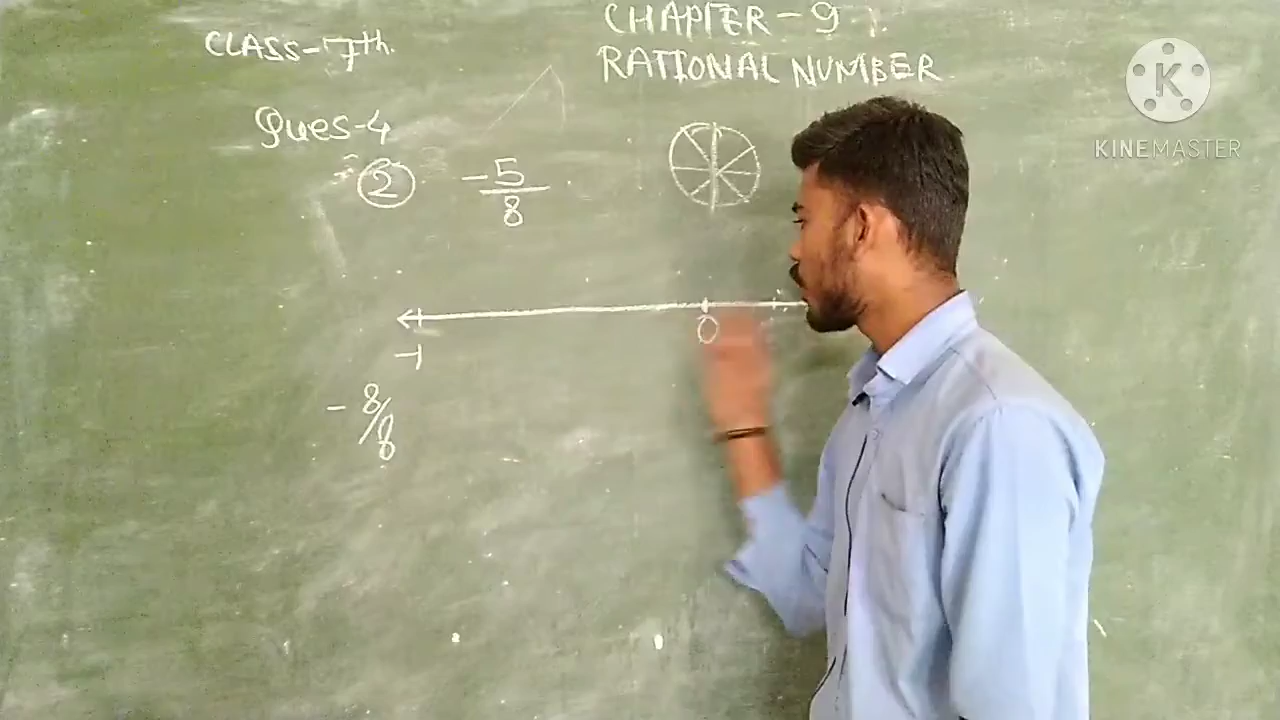 CHAPTER-9
CLASS-7th.
RATIONAL NUMBER
K
KINEMASTER
Ques-4
2
-5
8
0
-1
-8/8